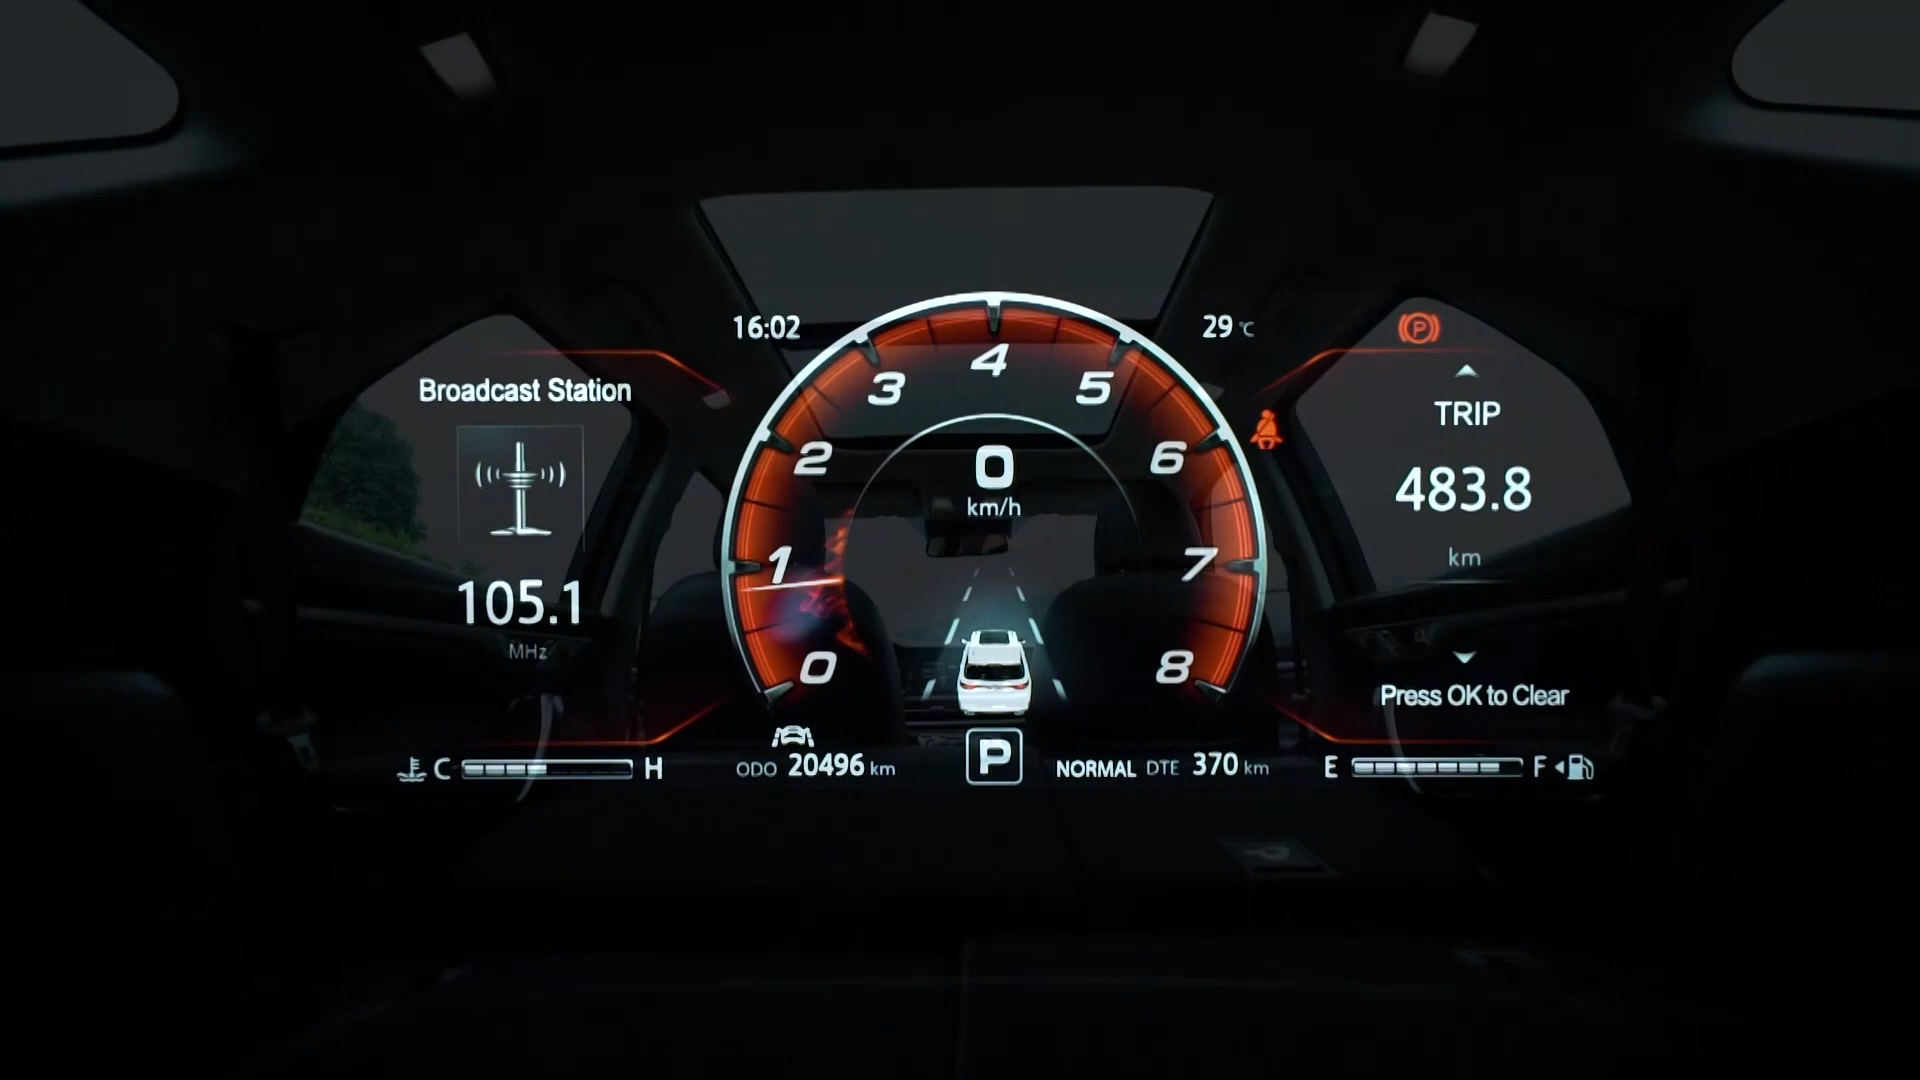 16:02
29 °C
Broadcast Station
105.1
MHz
0
1
2
3
4
5
6
7
8
0
km/h
P
TRIP
483.8
km
Press OK to Clear
C H
ODO 20496 km
P
NORMAL DTE 370 km
E F